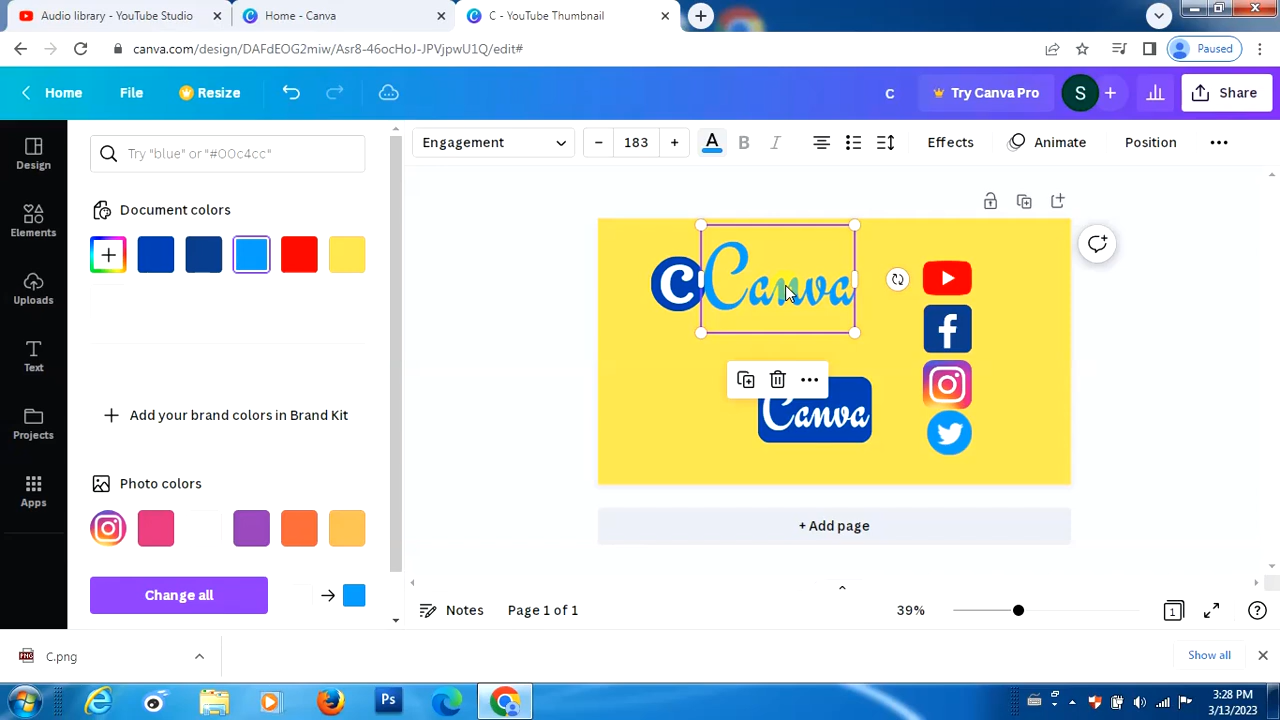 Audio library - YouTube Studio
Home - Canva
C - YouTube Thumbnail
canva.com/design/DAFdEOG2miw/Asr8-46ocHoJ-JPVjpwU1Q/edit#
Paused
Home
File
Resize
C
Try Canva Pro
S
Share
Design
Elements
Uploads
Text
Projects
Apps
Try "blue" or "#00c4cc"
Document colors
Add your brand colors in Brand Kit
Photo colors
Change all
Engagement
183
A
B
I
Effects
Animate
Position
C
Canva
Canva
+ Add page
Notes
Page 1 of 1
39%
1
C.png
Show all
Ps
3:28 PM
3/13/2023